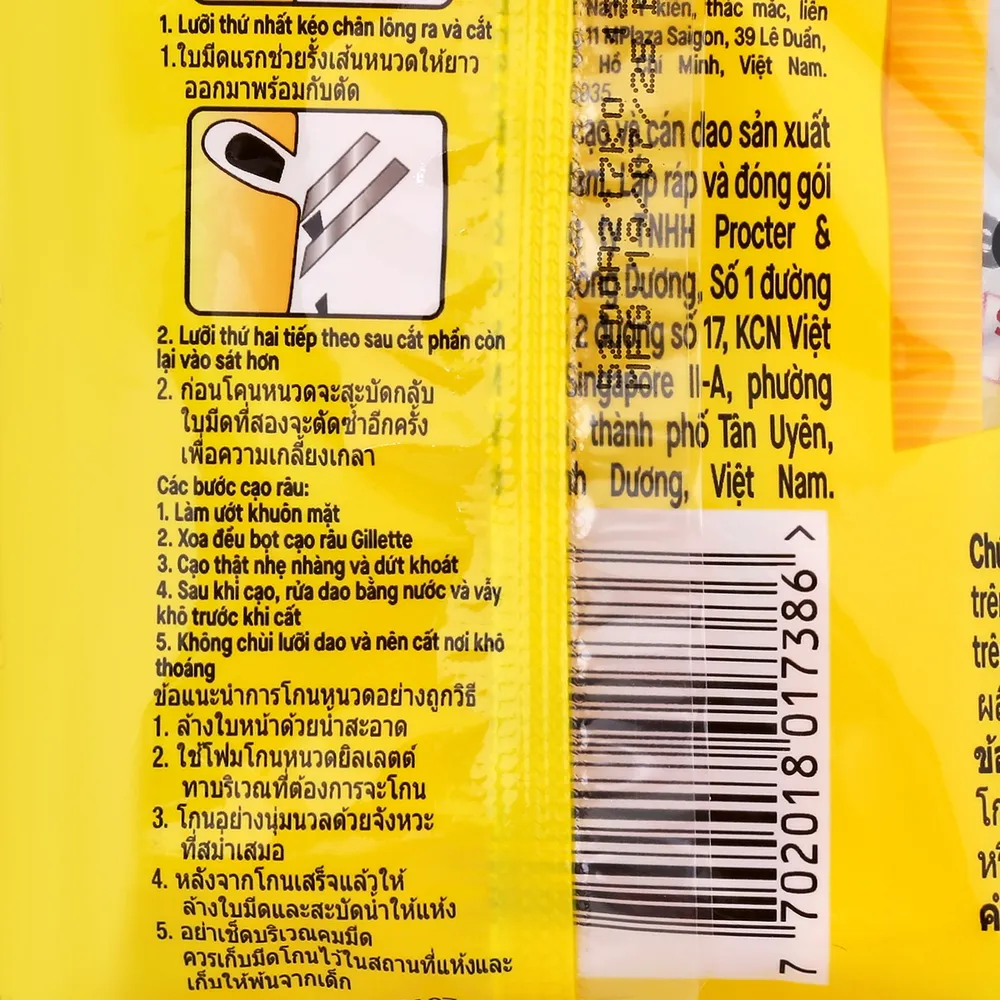 1. Lưỡi thứ nhất kéo chân lông ra và cắt
1.ใบมีดแรกช่วยรั้งเส้นหนวดให้ยาว
ออกมาพร้อมกับตัด
2. Lưỡi thứ hai tiếp theo sau cắt phần còn
lại vào sát hơn
2. ก่อนโคนหนวดจะสะบัดกลับ
ใบมีดที่สองจะตัดซ้ำอีกครั้ง
เพื่อความเกลี้ยงเกลา
Các bước cạo râu:
1. Làm ướt khuôn mặt
2. Xoa đều bọt cạo râu Gillette
3. Cạo thật nhẹ nhàng và dứt khoát
4. Sau khi cạo, rửa dao bằng nước và vẩy
khô trước khi cất
5. Không chùi lưỡi dao và nên cất nơi khô
thoáng
ข้อแนะนำการโกนหนวดอย่างถูกวิธี
1. ล้างใบหน้าด้วยน้ำสะอาด
2. ใช้โฟมโกนหนวดยิลเลตต์
ทาบริเวณที่ต้องการจะโกน
3. โกนอย่างนุ่มนวลด้วยจังหวะ
ที่สม่ำเสมอ
4. หลังจากโกนเสร็จแล้วให้
ล้างใบมีดและสะบัดน้ำให้แห้ง
5. อย่าเช็ดบริเวณคมมีด
ควรเก็บมีดโกนไว้ในสถานที่แห้งและ
เก็บให้พ้นจากเด็ก
kiến, thắc mắc, liên
11 MPlaza Saigon, 39 Lê Duẩn,
Hồ Chí Minh, Việt Nam.
cạo và cán dao sản xuất
Lắp ráp và đóng gói
TNHH Procter &
Đông Dương, Số 1 đường
2 đường số 17, KCN Việt
Singapore II-A, phường
thành phố Tân Uyên,
Dương, Việt Nam.
7 702018 017386 >